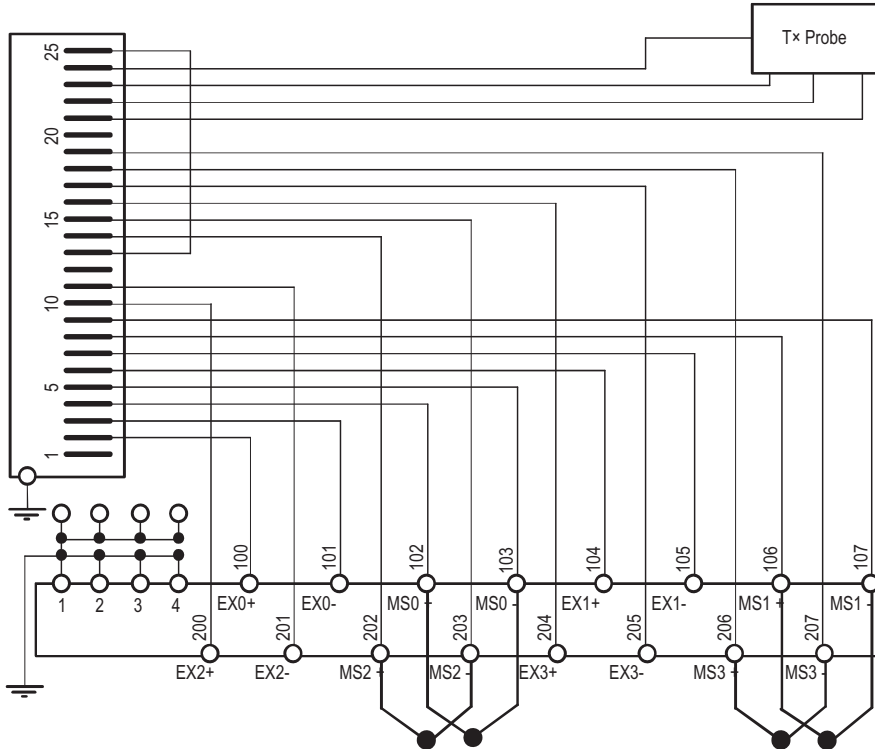 T× Probe
25
20
15
10
5
1
100 101 102 103 104 105 106 107
1 2 3 4 EX0+ EX0- MS0 + MS0 - EX1+ EX1- MS1 + MS1 -
200 201 202 203 204 205 206 207
EX2+ EX2- MS2 + MS2 - EX3+ EX3- MS3 + MS3 -